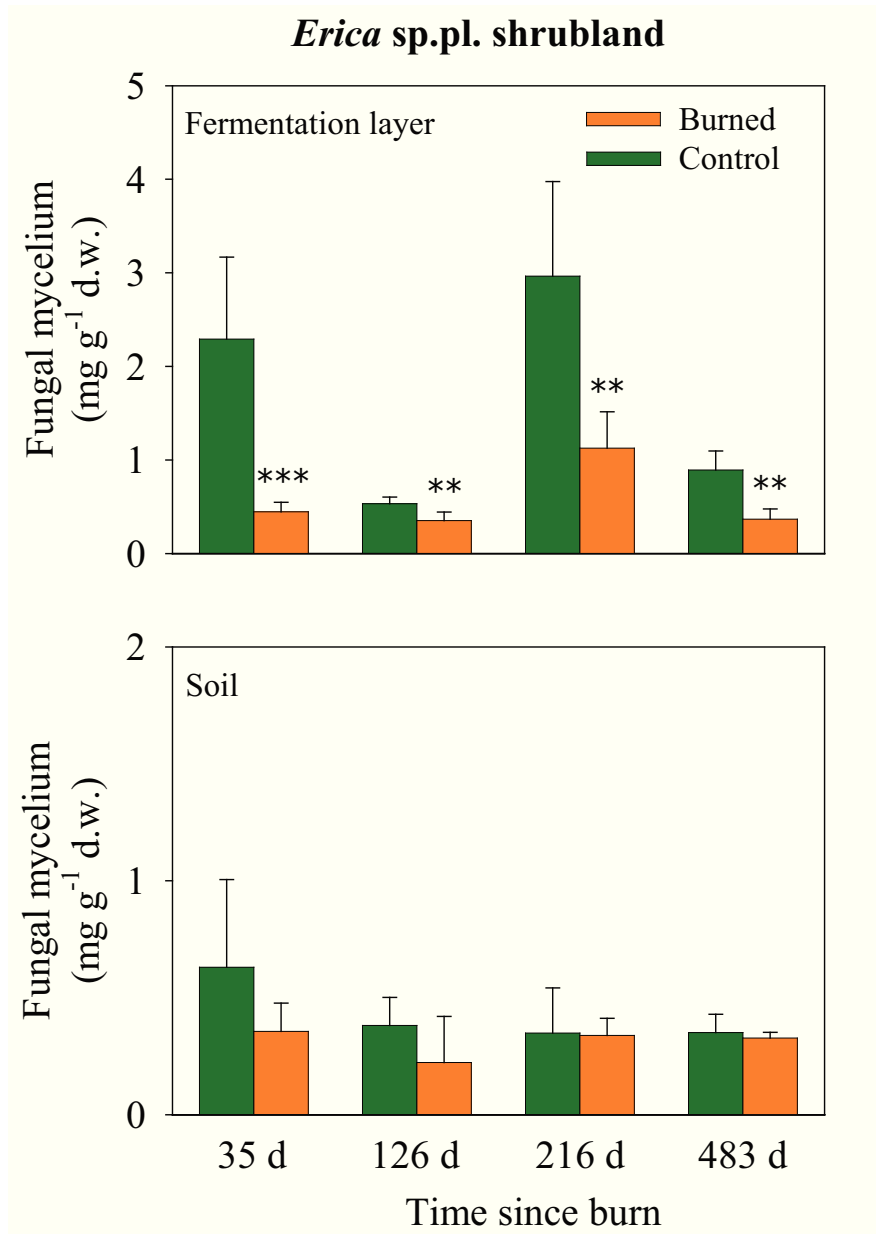 Erica sp.pl. shrubland
5
Fermentation layer
Burned
Control
4
3
2
1
0
Fungal mycelium
(mg g-1 d.w.)
***
**
**
**
2
Soil
1
0
Fungal mycelium
(mg g-1 d.w.)
35 d 126 d 216 d 483 d
Time since burn